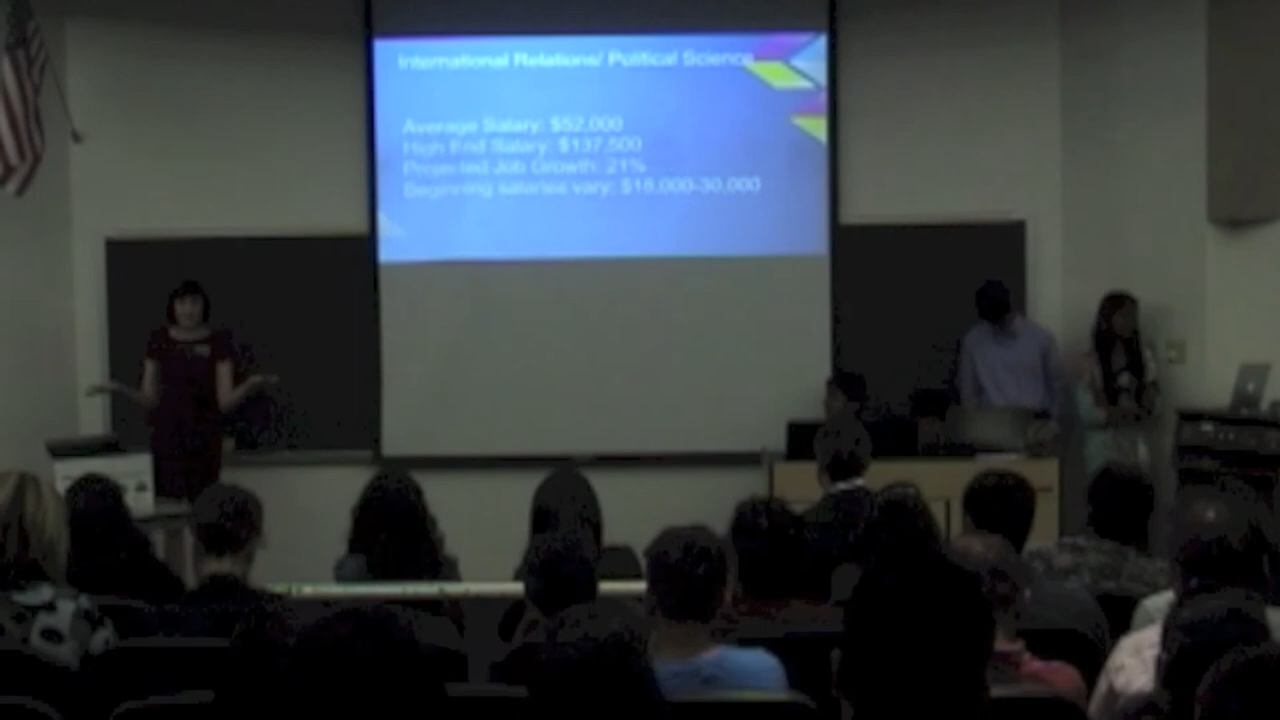 International Relations/ Political Science
Average Salary: $52,000
High End Salary: $137,500
Projected Job Growth: 21%
Beginning salaries vary: $16,000-30,000